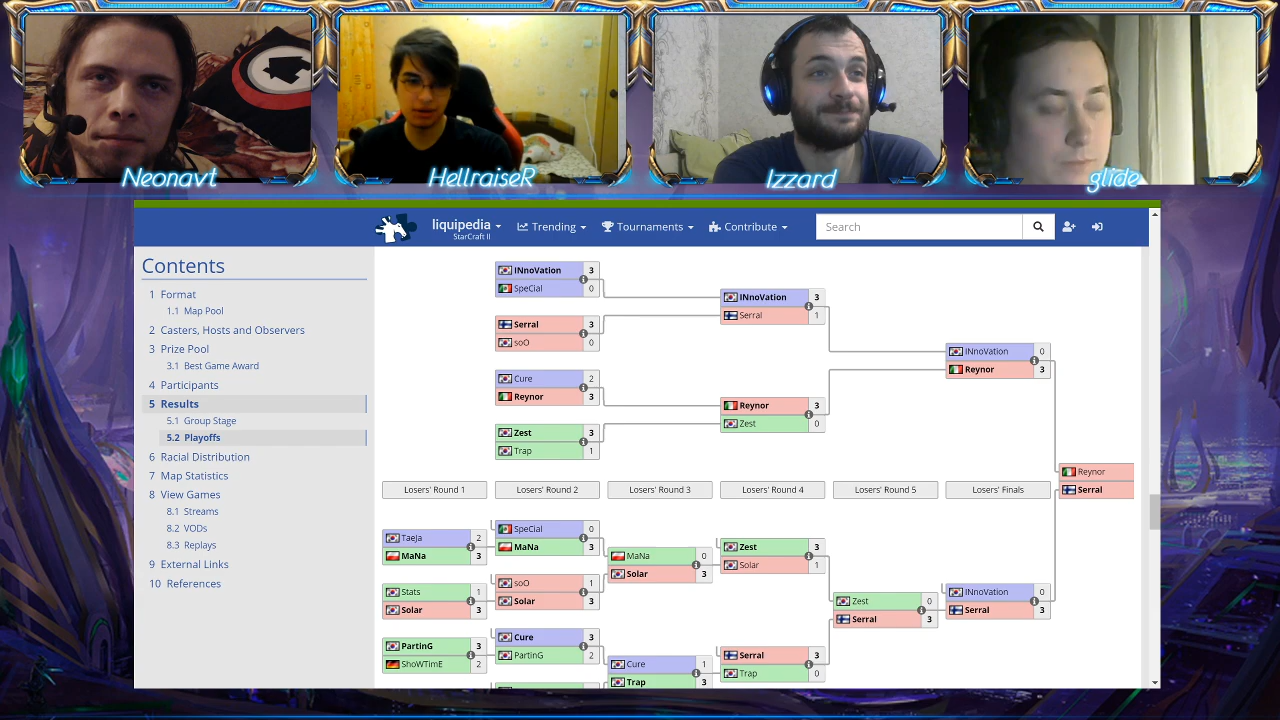 Neonavt
HellraiseR
Izzard
glide
liquipedia
StarCraft II
Trending
Tournaments
Contribute
Search
Contents
1 Format
1.1 Map Pool
2 Casters, Hosts and Observers
3 Prize Pool
3.1 Best Game Award
4 Participants
5 Results
5.1 Group Stage
5.2 Playoffs
6 Racial Distribution
7 Map Statistics
8 View Games
8.1 Streams
8.2 VODs
8.3 Replays
9 External Links
10 References
INnoVation 3
SpeCial 0
Serral 3
soO 0
Cure 2
Reynor 3
Zest 3
Trap 1
INnoVation 3
Serral 1
Reynor 3
Zest 0
INnoVation 0
Reynor 3
Reynor
Serral
Losers' Round 1
Losers' Round 2
Losers' Round 3
Losers' Round 4
Losers' Round 5
Losers' Finals
TaeJa 2
MaNa 3
Stats 1
Solar 3
PartinG 3
ShoWTimE 2
SpeCial 0
MaNa 3
soO 1
Solar 3
Cure 3
PartinG 2
MaNa 0
Solar 3
Cure 1
Trap 3
Zest 3
Solar 1
Serral 3
Trap 0
Zest 0
Serral 3
INnoVation 0
Serral 3